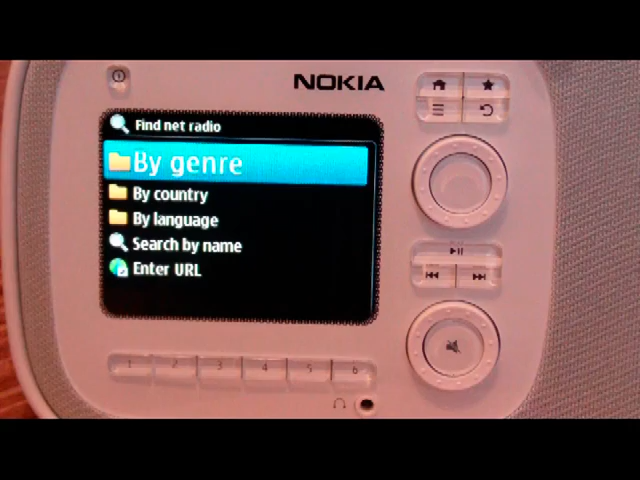 NOKIA
Find net radio
By genre
By country
By language
Search by name
Enter URL
1 2 3 4 5 6